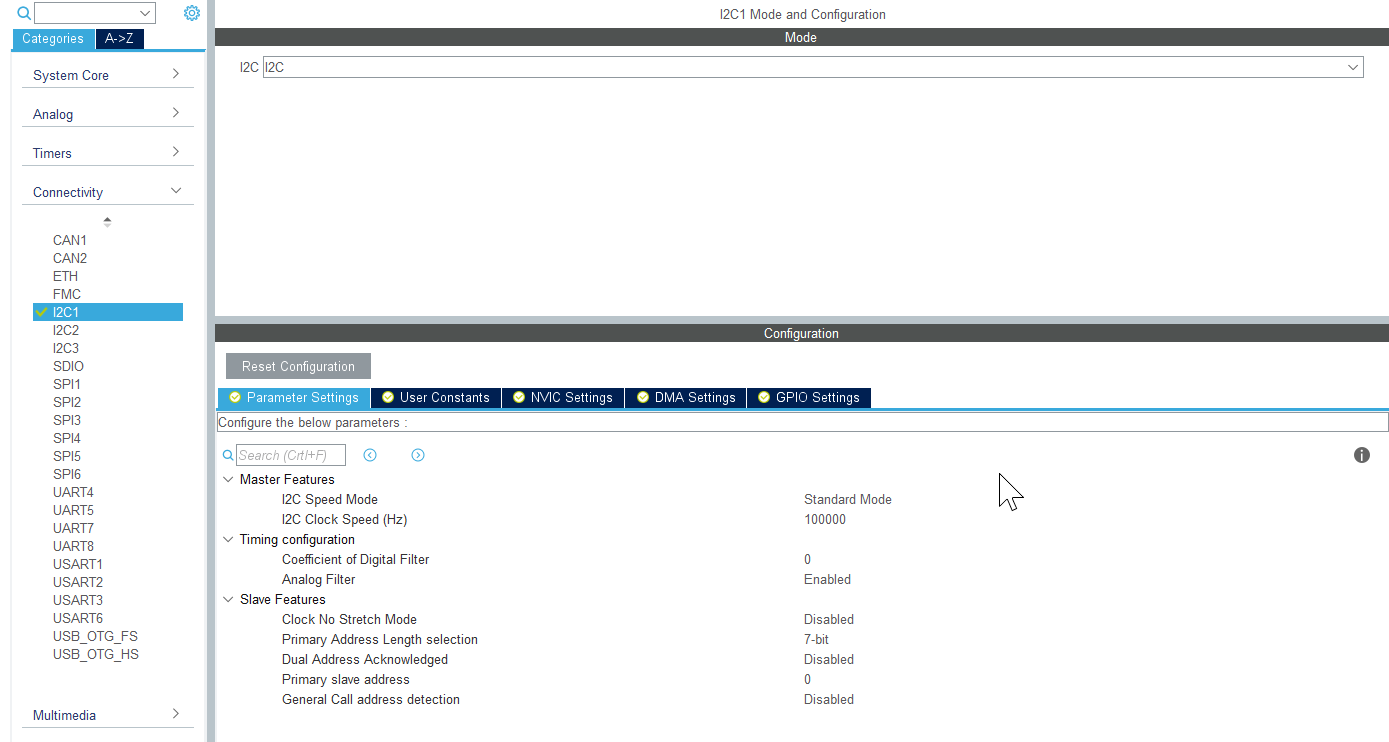 I2C1 Mode and Configuration
Categories A->Z
System Core
Analog
Timers
Connectivity
CAN1
CAN2
ETH
FMC
I2C1
I2C2
I2C3
SDIO
SPI1
SPI2
SPI3
SPI4
SPI5
SPI6
UART4
UART5
UART7
UART8
USART1
USART2
USART3
USART6
USB_OTG_FS
USB_OTG_HS
Multimedia
Mode
I2C I2C
Configuration
Reset Configuration
Parameter Settings User Constants NVIC Settings DMA Settings GPIO Settings
Configure the below parameters :
Search (CrtI+F)
Master Features
I2C Speed Mode Standard Mode
I2C Clock Speed (Hz) 100000
Timing configuration
Coefficient of Digital Filter 0
Analog Filter Enabled
Slave Features
Clock No Stretch Mode Disabled
Primary Address Length selection 7-bit
Dual Address Acknowledged Disabled
Primary slave address 0
General Call address detection Disabled